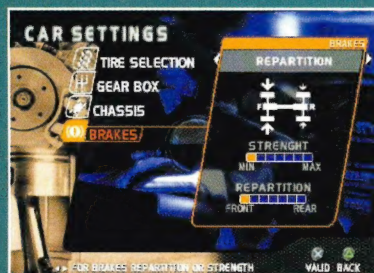 CAR SETTINGS
TIRE SELECTION
GEAR BOX
CHASSIS
BRAKES
BRAKES
REPARTITION
F R
STRENGHT
MIN MAX
REPARTITION
FRONT REAR
FOR BRAKES REPARTITION OR STRENGTH
VALID BACK